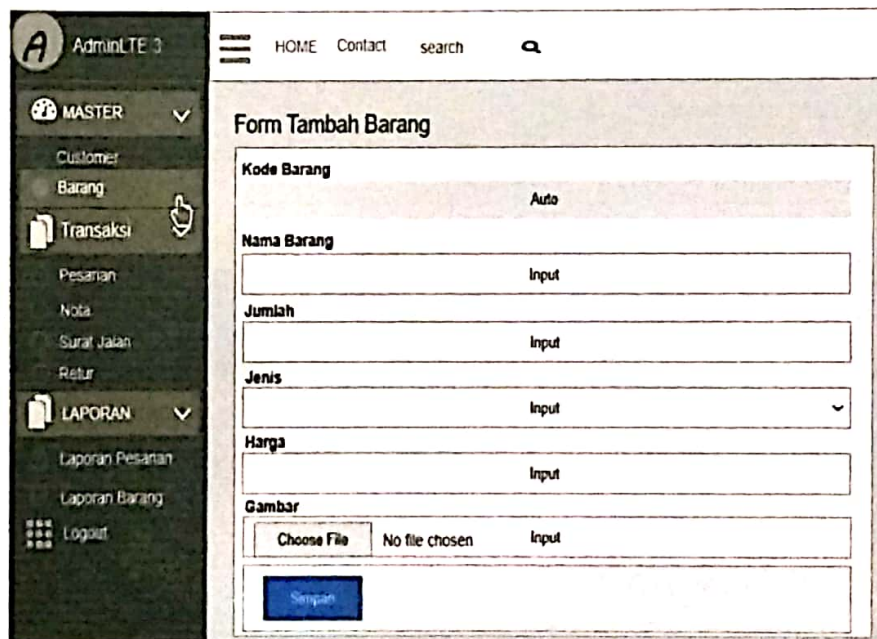 A AdminLTE 3
HOME Contact search
MASTER
Customer
Barang
Transaksi
Pesanan
Nota
Surat Jalan
Retur
LAPORAN
Laporan Pesanan
Laporan Barang
Logout
Form Tambah Barang
Kode Barang
Auto
Nama Barang
Input
Jumlah
Input
Jenis
Input
Harga
Input
Gambar
Choose File No file chosen Input
Simpan